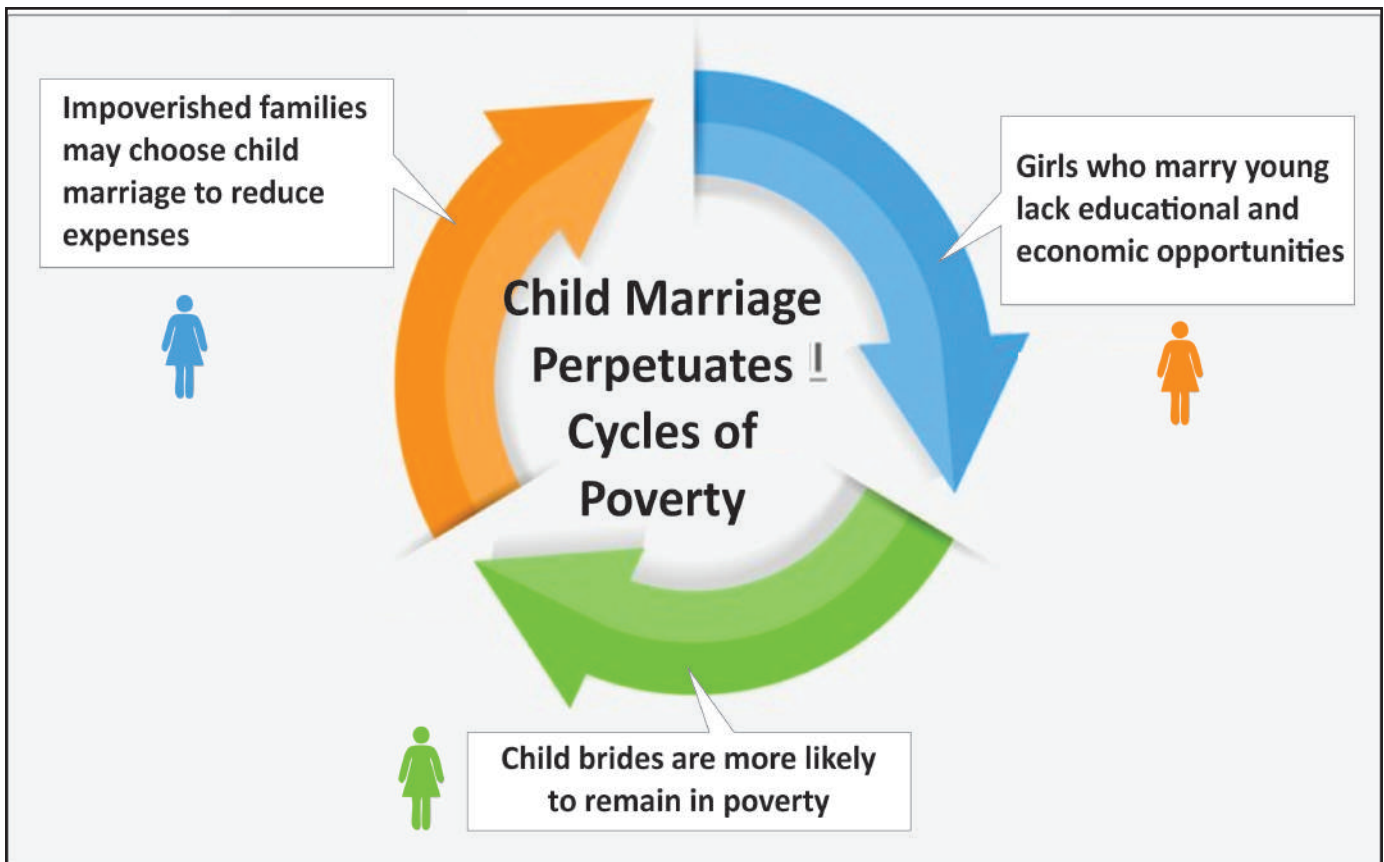 Impoverished families
may choose child
marriage to reduce
expenses
Girls who marry young
lack educational and
economic opportunities
Child Marriage
Perpetuates
Cycles of
Poverty
Child brides are more likely
to remain in poverty